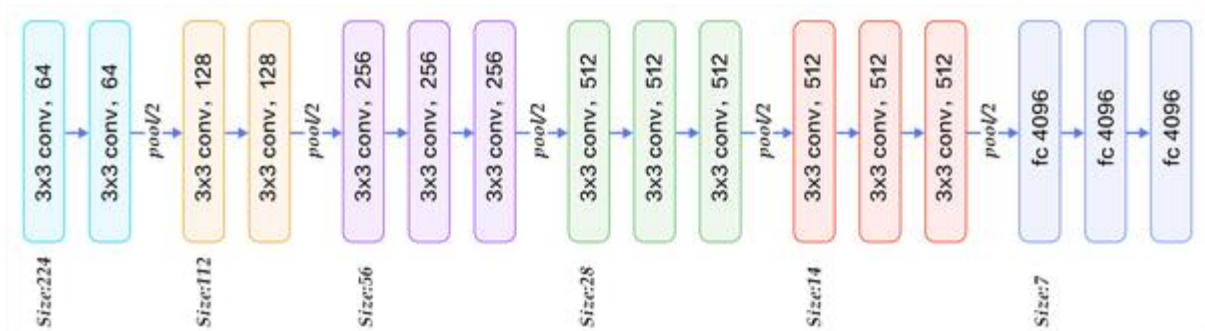 3x3 conv, 64
3x3 conv, 64
pool/2
3x3 conv, 128
3x3 conv, 128
pool/2
3x3 conv, 256
3x3 conv, 256
3x3 conv, 256
pool/2
3x3 conv, 512
3x3 conv, 512
3x3 conv, 512
pool/2
3x3 conv, 512
3x3 conv, 512
3x3 conv, 512
pool/2
fc 4096
fc 4096
fc 4096
Size:224
Size:112
Size:56
Size:28
Size:14
Size:7